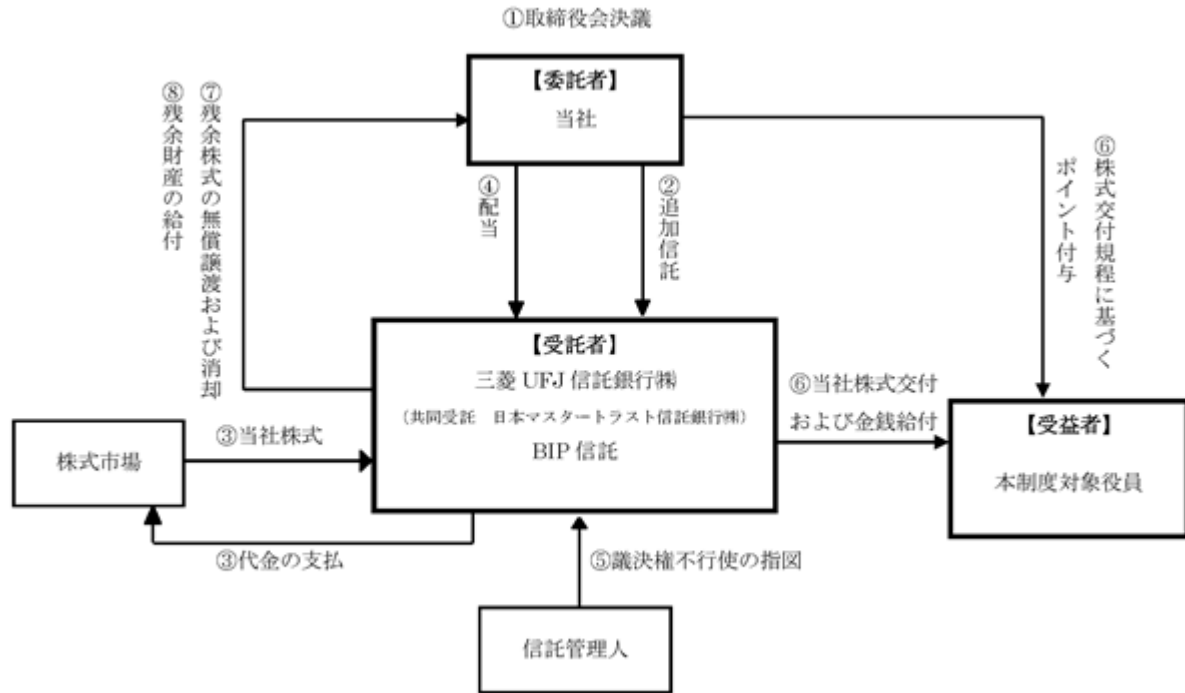 ①取締役会決議
【委託者】
当社
⑧残余財産の給付
⑦残余株式の無償譲渡および消却
④配当
②追加信託
⑥株式交付規程に基づく
ポイント付与
【受託者】
三菱 UFJ 信託銀行㈱
（共同受託　日本マスタートラスト信託銀行㈱）
BIP 信託
③当社株式
株式市場
③代金の支払
⑥当社株式交付
および金銭給付
【受益者】
本制度対象役員
⑤議決権不行使の指図
信託管理人